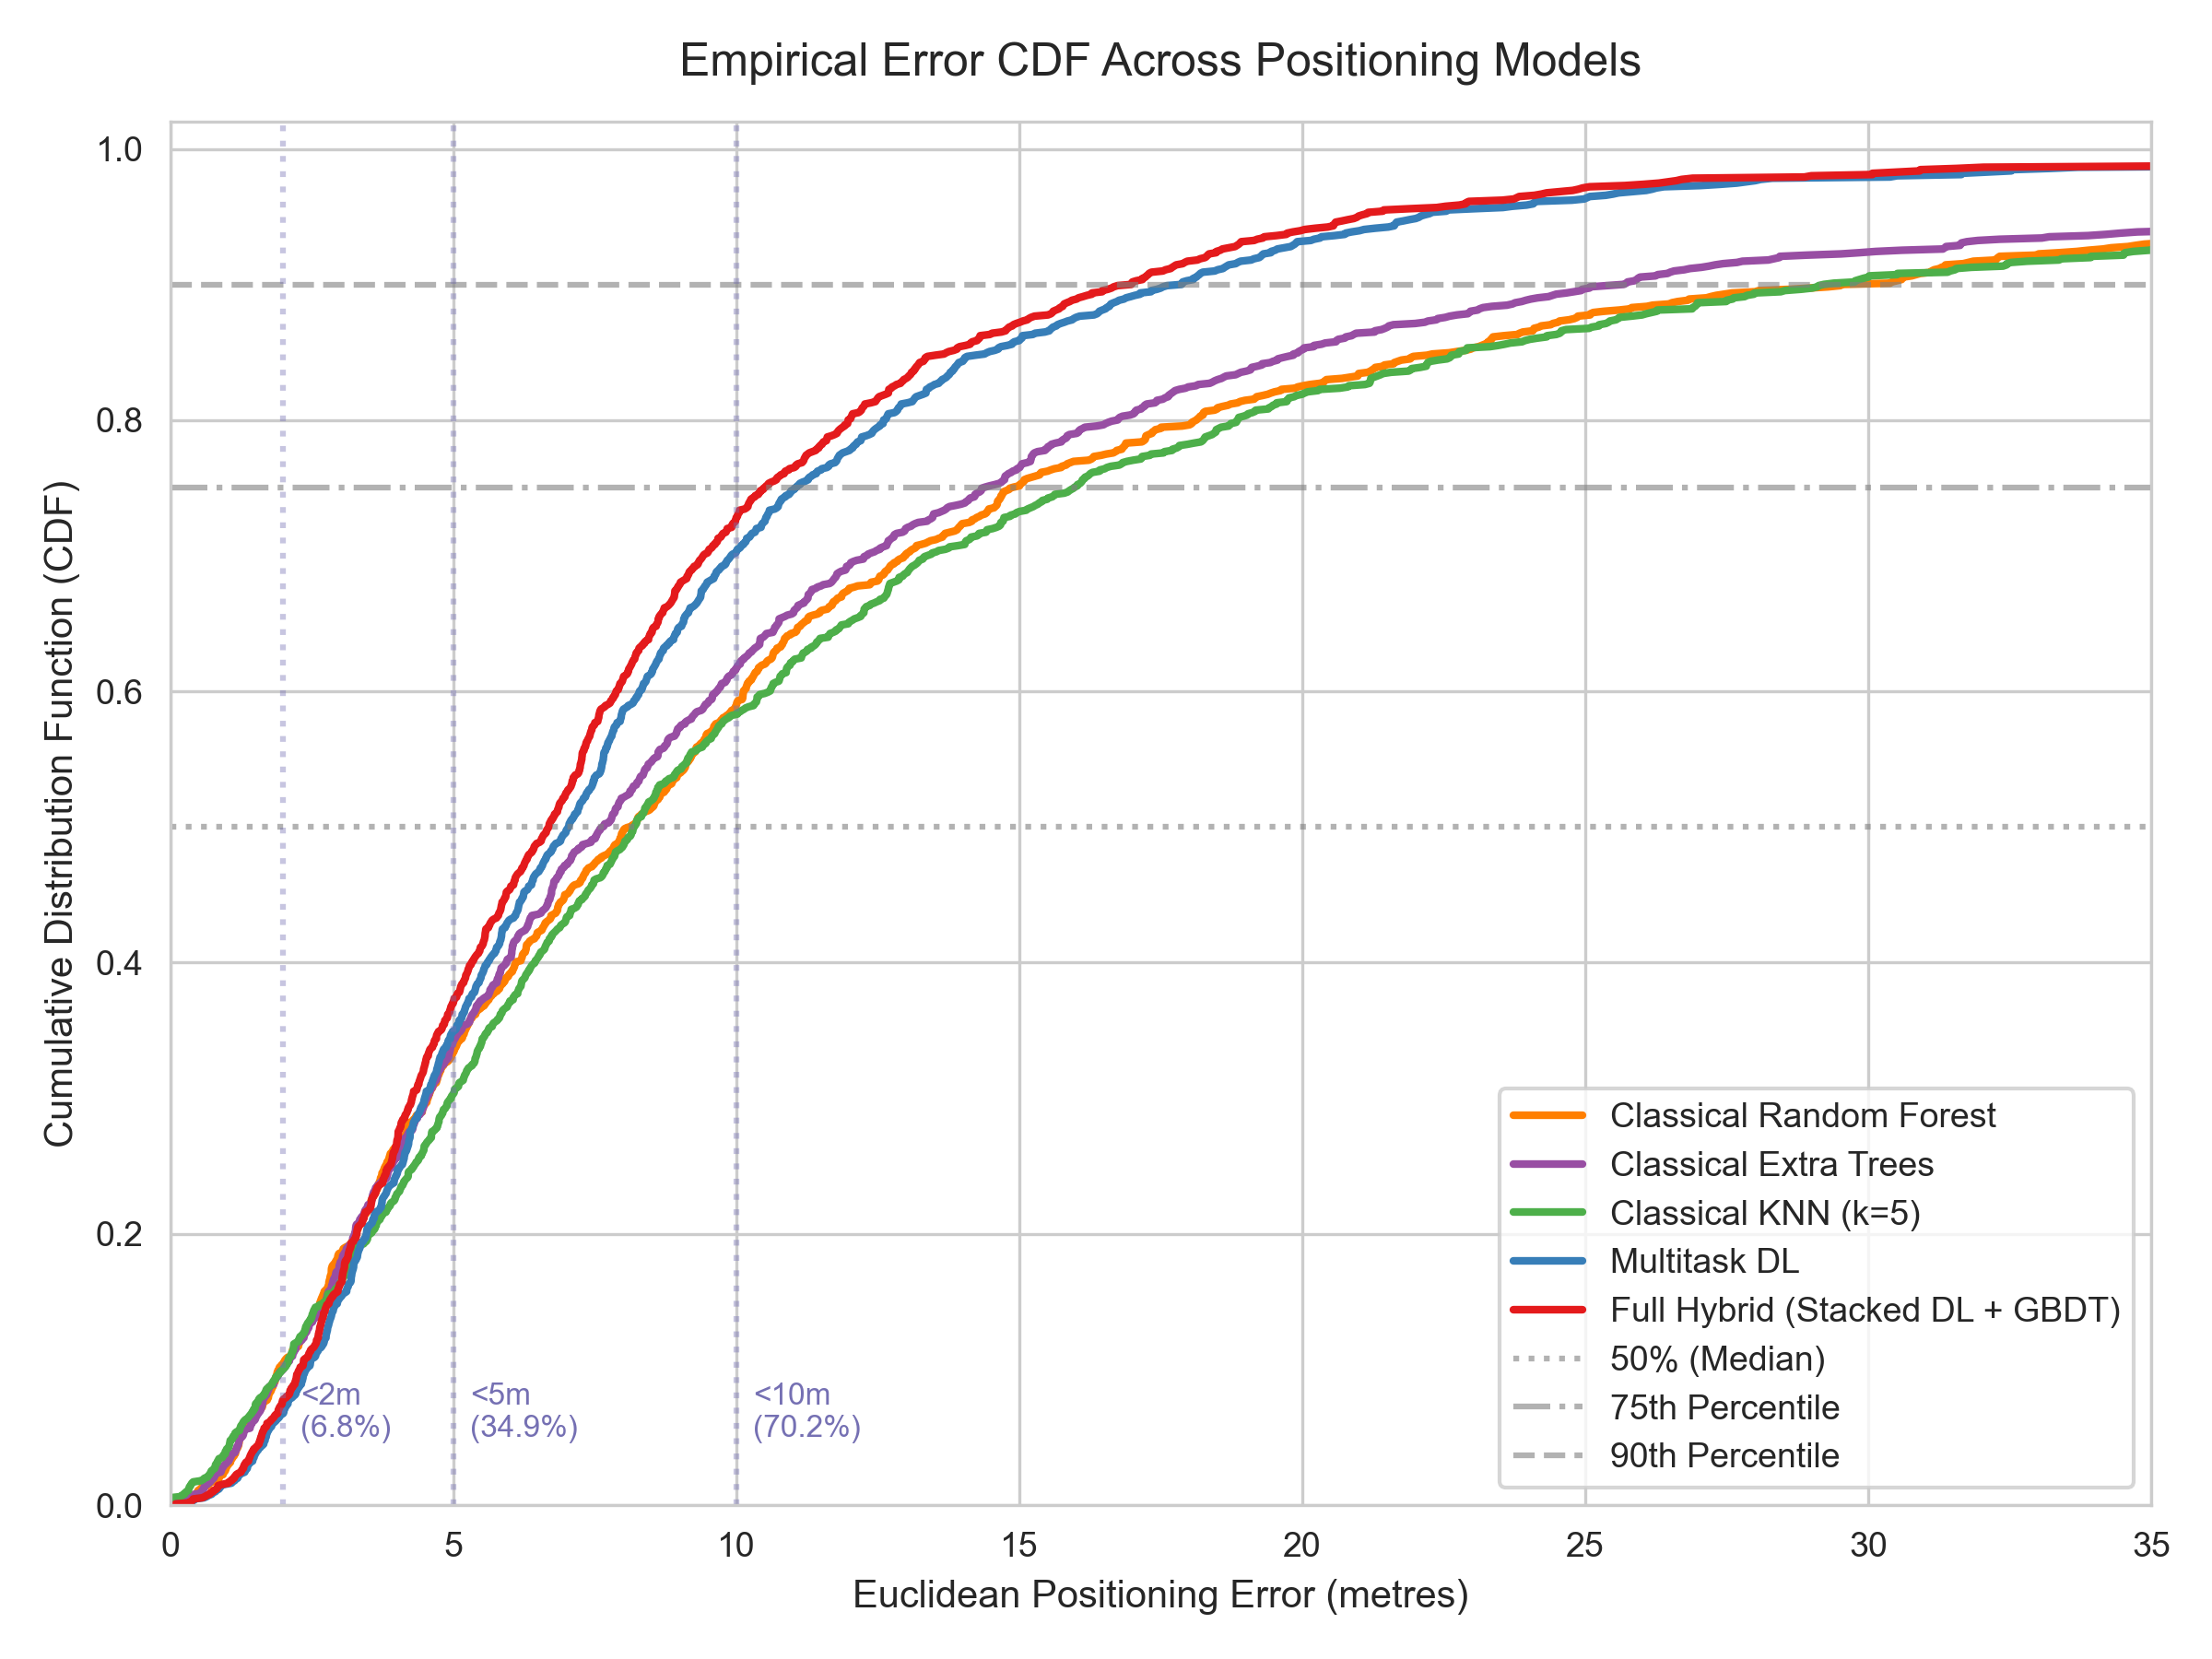 Empirical Error CDF Across Positioning Models
Cumulative Distribution Function (CDF)
1.0
0.8
0.6
0.4
0.2
0.0
<2m
(6.8%)
<5m
(34.9%)
<10m
(70.2%)
Classical Random Forest
Classical Extra Trees
Classical KNN (k=5)
Multitask DL
Full Hybrid (Stacked DL + GBDT)
50% (Median)
75th Percentile
90th Percentile
0 5 10 15 20 25 30 35
Euclidean Positioning Error (metres)